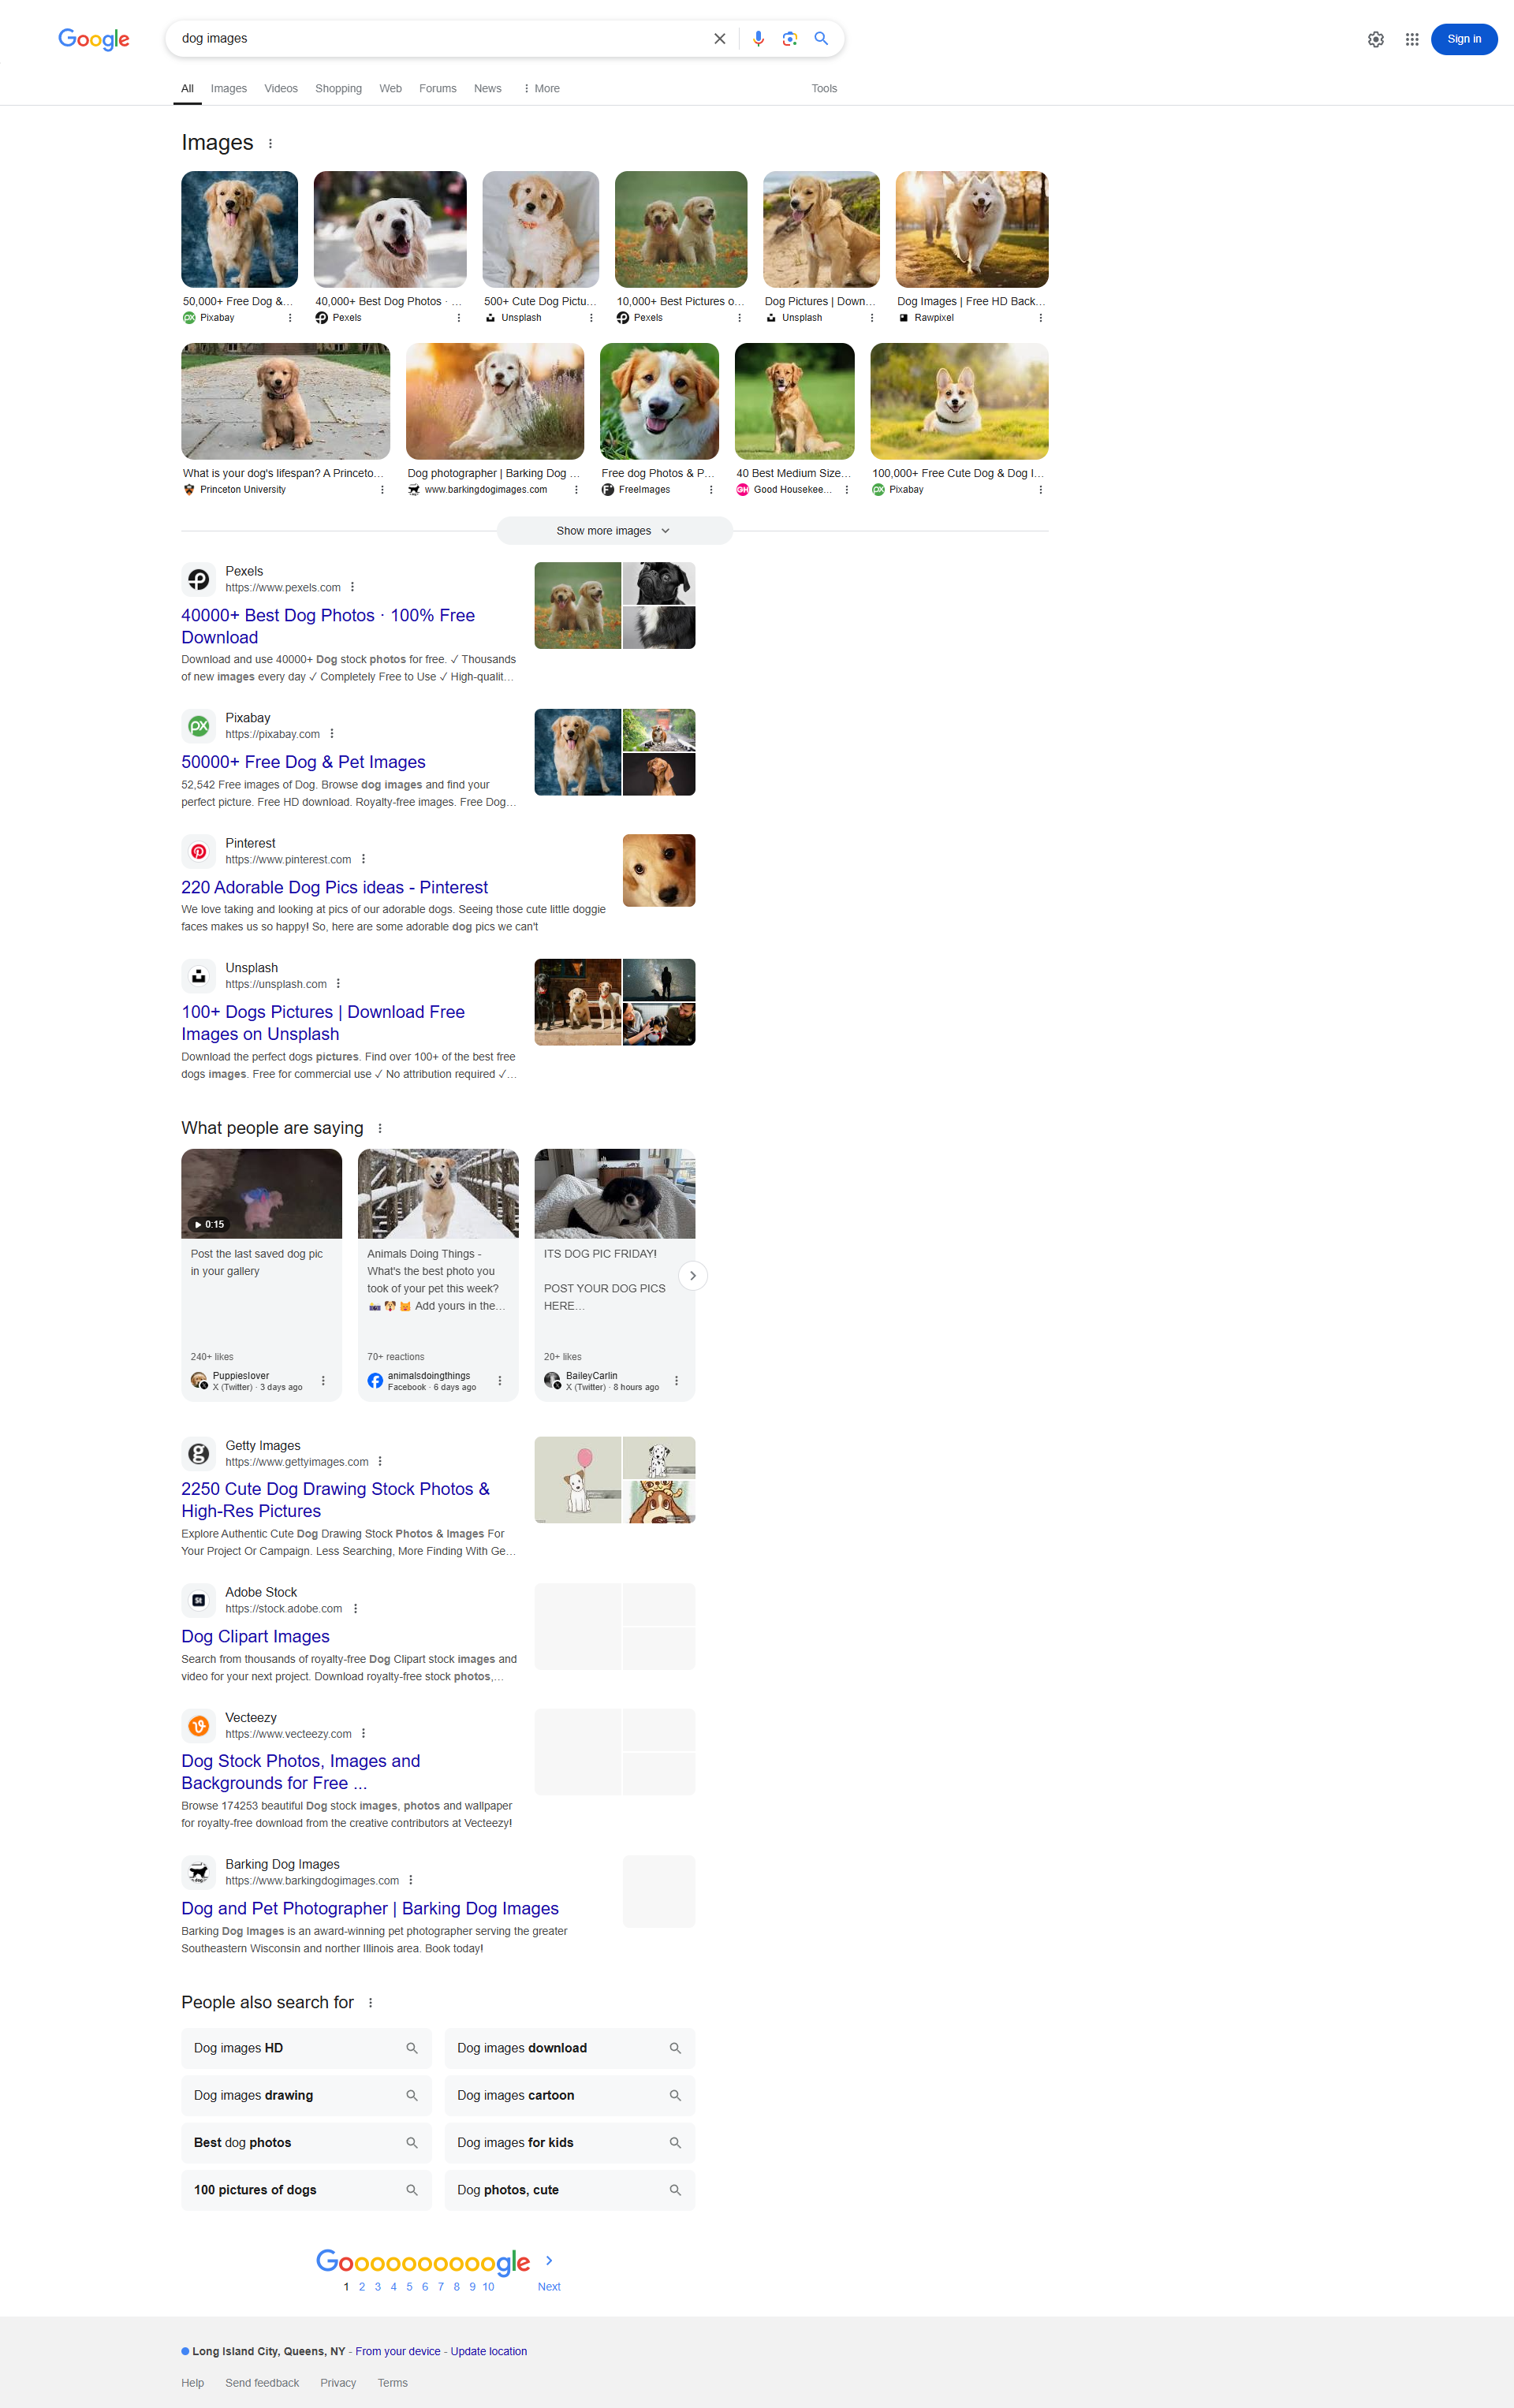 Google
dog images
Sign in
All Images Videos Shopping Web Forums News More Tools
Images
50,000+ Free Dog &...
Pixabay
40,000+ Best Dog Photos · ...
Pexels
500+ Cute Dog Pictu...
Unsplash
10,000+ Best Pictures o...
Pexels
Dog Pictures | Down...
Unsplash
Dog Images | Free HD Back...
Rawpixel
What is your dog's lifespan? A Princeto...
Princeton University
Dog photographer | Barking Dog ...
www.barkingdogimages.com
Free dog Photos & P...
FreeImages
40 Best Medium Size...
Good Housekee...
100,000+ Free Cute Dog & Dog I...
Pixabay
Show more images
Pexels
https://www.pexels.com
40000+ Best Dog Photos · 100% Free
Download
Download and use 40000+ Dog stock photos for free. ✓ Thousands
of new images every day ✓ Completely Free to Use ✓ High-qualit...
Pixabay
https://pixabay.com
50000+ Free Dog & Pet Images
52,542 Free images of Dog. Browse dog images and find your
perfect picture. Free HD download. Royalty-free images. Free Dog...
Pinterest
https://www.pinterest.com
220 Adorable Dog Pics ideas - Pinterest
We love taking and looking at pics of our adorable dogs. Seeing those cute little doggie
faces makes us so happy! So, here are some adorable dog pics we can't
Unsplash
https://unsplash.com
100+ Dogs Pictures | Download Free
Images on Unsplash
Download the perfect dogs pictures. Find over 100+ of the best free
dogs images. Free for commercial use ✓ No attribution required ✓...
What people are saying
0:15
Post the last saved dog pic
in your gallery
240+ likes
Puppieslover
X (Twitter) · 3 days ago
Animals Doing Things -
What's the best photo you
took of your pet this week?
📸 🐶 😸 Add yours in the...
70+ reactions
animalsdoingthings
Facebook · 6 days ago
ITS DOG PIC FRIDAY!
POST YOUR DOG PICS
HERE...
20+ likes
BaileyCarlin
X (Twitter) · 8 hours ago
Getty Images
https://www.gettyimages.com
2250 Cute Dog Drawing Stock Photos &
High-Res Pictures
Explore Authentic Cute Dog Drawing Stock Photos & Images For
Your Project Or Campaign. Less Searching, More Finding With Ge...
Adobe Stock
https://stock.adobe.com
Dog Clipart Images
Search from thousands of royalty-free Dog Clipart stock images and
video for your next project. Download royalty-free stock photos,...
Vecteezy
https://www.vecteezy.com
Dog Stock Photos, Images and
Backgrounds for Free ...
Browse 174253 beautiful Dog stock images, photos and wallpaper
for royalty-free download from the creative contributors at Vecteezy!
Barking Dog Images
https://www.barkingdogimages.com
Dog and Pet Photographer | Barking Dog Images
Barking Dog Images is an award-winning pet photographer serving the greater
Southeastern Wisconsin and norther Illinois area. Book today!
People also search for
Dog images HD
Dog images download
Dog images drawing
Dog images cartoon
Best dog photos
Dog images for kids
100 pictures of dogs
Dog photos, cute
Goooooooooogle
1 2 3 4 5 6 7 8 9 10 Next
Long Island City, Queens, NY - From your device - Update location
Help Send feedback Privacy Terms